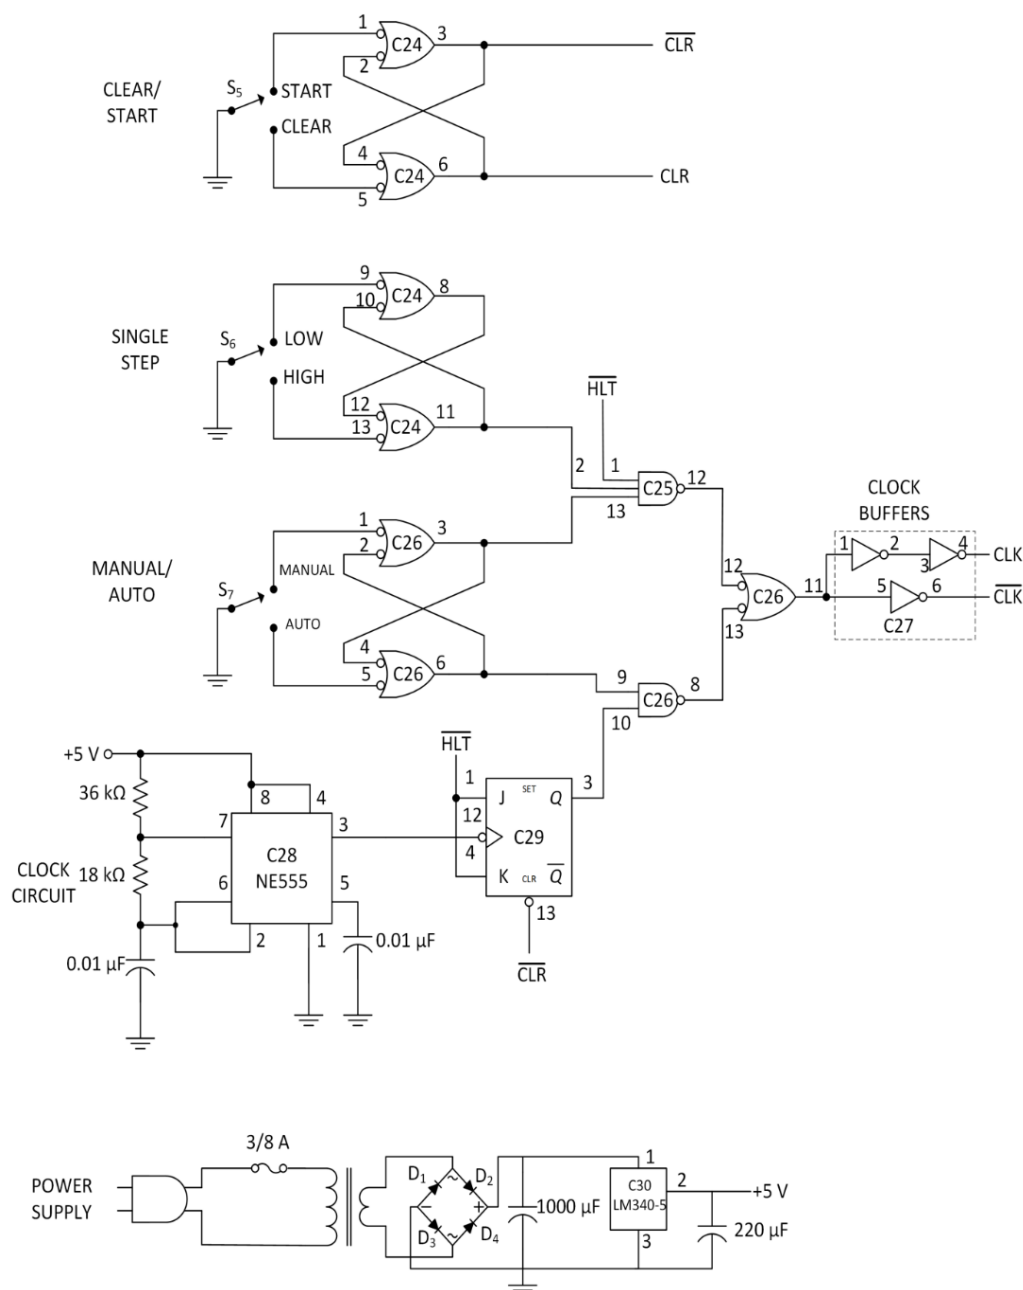 CLEAR/
START
S5
START
CLEAR
1
2
C24
3
C̅L̅R̅
4
5
C24
6
CLR
SINGLE
STEP
S6
LOW
HIGH
9
10
C24
8
12
13
C24
11
H̅L̅T̅
2
1
13
C25
12
MANUAL/
AUTO
S7
MANUAL
AUTO
1
2
C26
3
4
5
C26
6
9
10
C26
8
12
13
C26
11
CLOCK
BUFFERS
1
2
3
4
CLK
5
6
C̅L̅K̅
C27
+5 V
36 kΩ
18 kΩ
CLOCK
CIRCUIT
0.01 µF
7
8
4
3
C28
NE555
6
5
2
1
0.01 µF
H̅L̅T̅
1
12
4
J
SET
Q
3
C29
K
CLR
Q̅
13
C̅L̅R̅
POWER
SUPPLY
3/8 A
D1
D2
D3
D4
~
−
+
~
1000 µF
1
C30
LM340-5
2
3
+5 V
220 µF